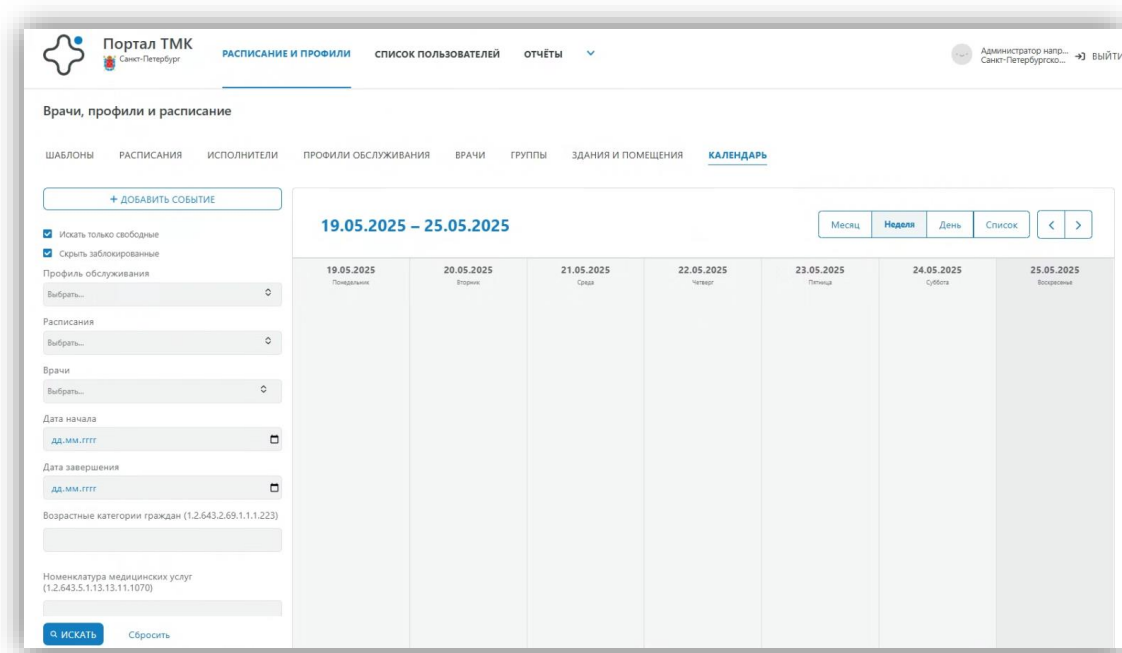 Портал ТМК
Санкт-Петербург
РАСПИСАНИЕ И ПРОФИЛИ СПИСОК ПОЛЬЗОВАТЕЛЕЙ ОТЧЁТЫ
Администратор напр...
Санкт-Петербургско...
ВЫЙТИ
Врачи, профили и расписание
ШАБЛОНЫ РАСПИСАНИЯ ИСПОЛНИТЕЛИ ПРОФИЛИ ОБСЛУЖИВАНИЯ ВРАЧИ ГРУППЫ ЗДАНИЯ И ПОМЕЩЕНИЯ КАЛЕНДАРЬ
+ ДОБАВИТЬ СОБЫТИЕ
Искать только свободные
Скрыть заблокированные
Профиль обслуживания
Выбрать...
Расписания
Выбрать...
Врачи
Выбрать...
Дата начала
дд.мм.гггг
Дата завершения
дд.мм.гггг
Возрастные категории граждан (1.2.643.2.69.1.1.1.223)
Номенклатура медицинских услуг
(1.2.643.5.1.13.13.11.1070)
ИСКАТЬ Сбросить
19.05.2025 – 25.05.2025
Месяц Неделя День Список
19.05.2025 20.05.2025 21.05.2025 22.05.2025 23.05.2025 24.05.2025 25.05.2025
Понедельник Вторник Среда Четверг Пятница Суббота Воскресенье